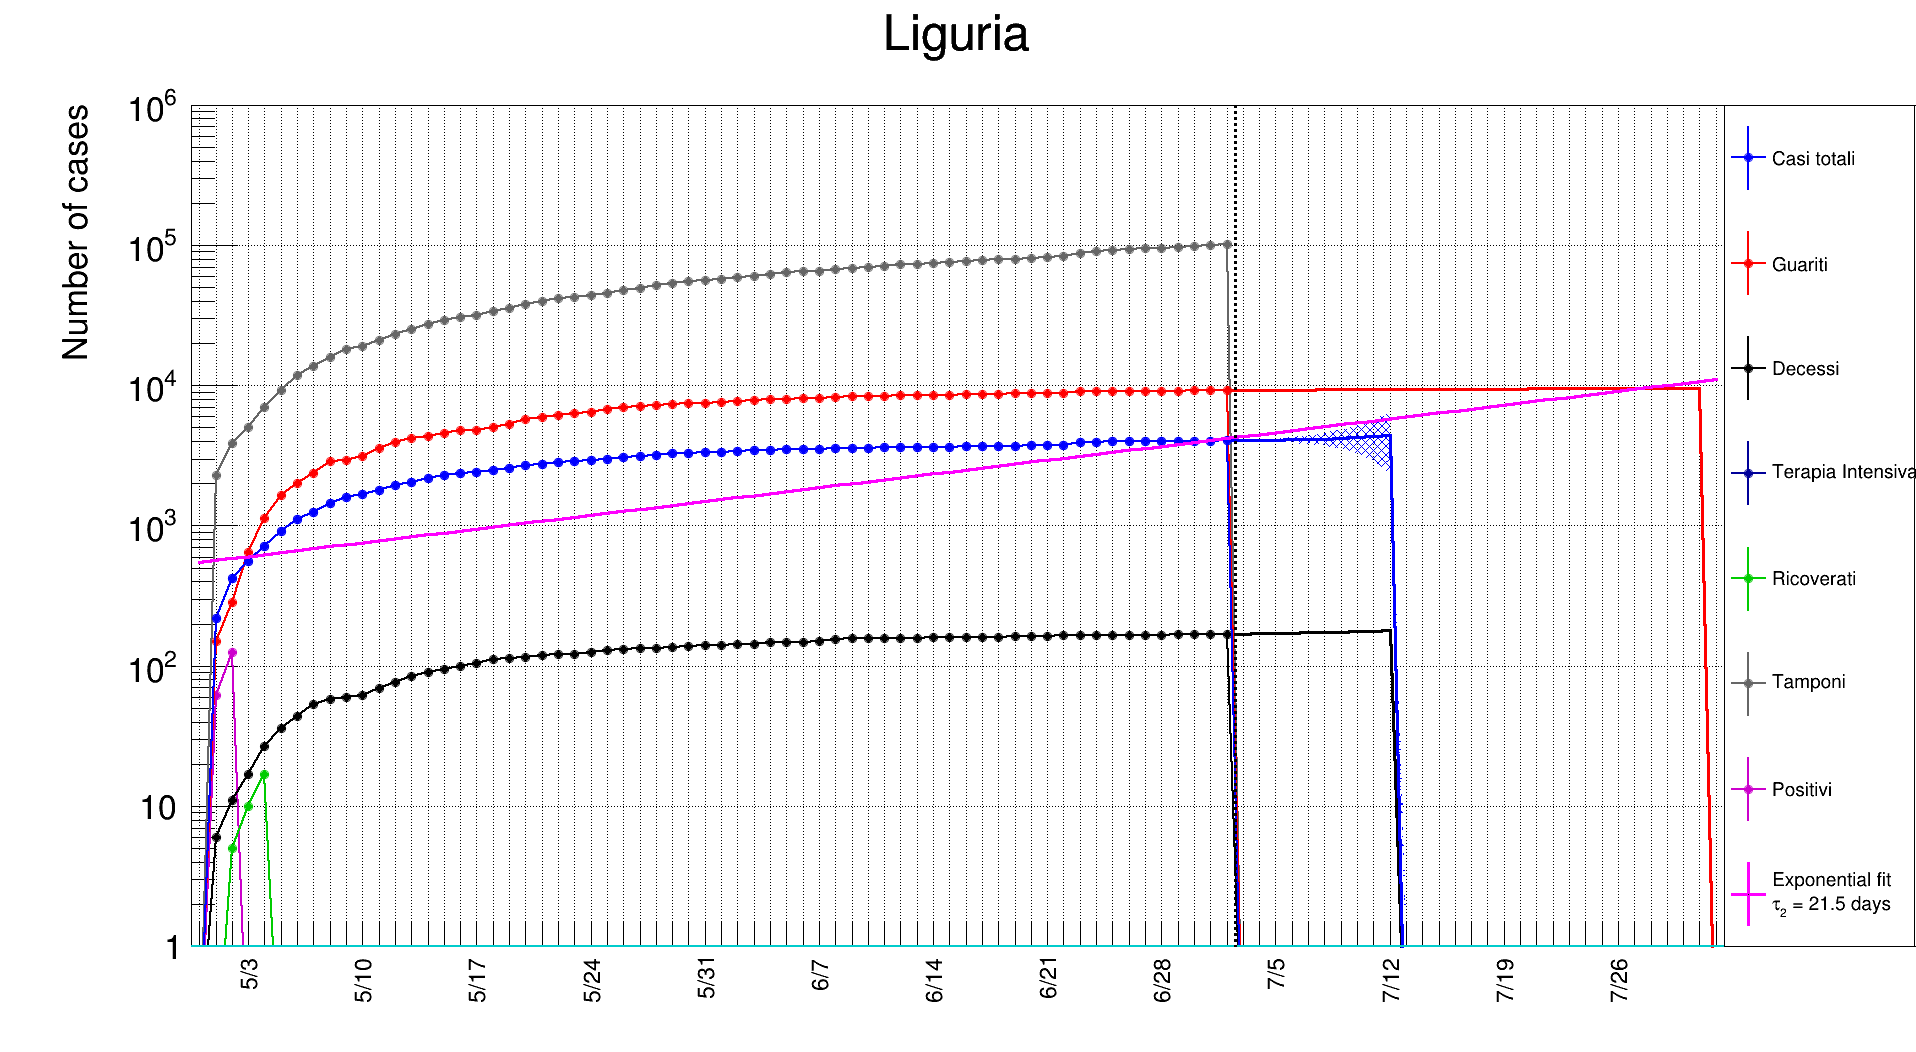 Liguria
Number of cases
10^6
10^5
10^4
10^3
10^2
10
1
5/3
5/10
5/17
5/24
5/31
6/7
6/14
6/21
6/28
7/5
7/12
7/19
7/26
Casi totali
Guariti
Decessi
Terapia Intensiva
Ricoverati
Tamponi
Positivi
Exponential fit
τ₂ = 21.5 days